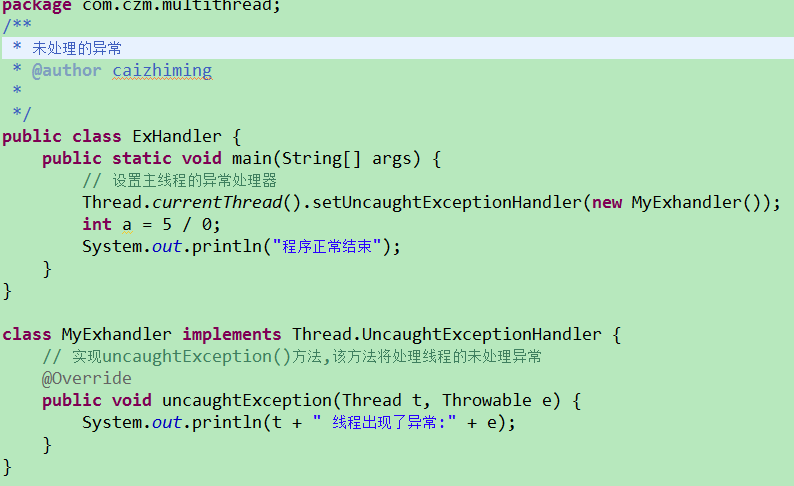 package com.czm.multithread;
/**
 * 未处理的异常
 * @author caizhiming
 *
 */
public class ExHandler {
    public static void main(String[] args) {
        // 设置主线程的异常处理器
        Thread.currentThread().setUncaughtExceptionHandler(new MyExhandler());
        int a = 5 / 0;
        System.out.println("程序正常结束");
    }
}

class MyExhandler implements Thread.UncaughtExceptionHandler {
    // 实现uncaughtException()方法,该方法将处理线程的未处理异常
    @Override
    public void uncaughtException(Thread t, Throwable e) {
        System.out.println(t + " 线程出现了异常:" + e);
    }
}